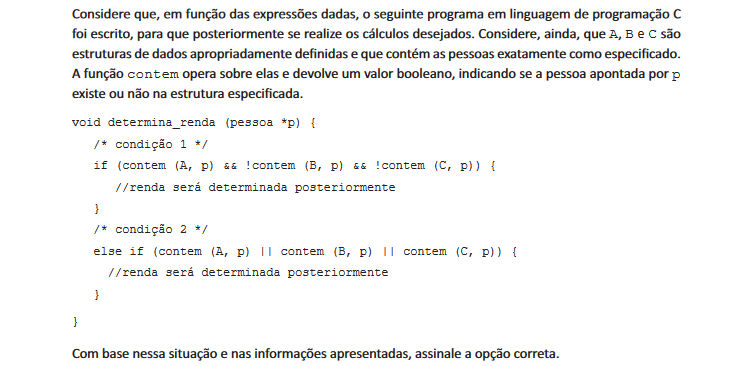 Considere que, em função das expressões dadas, o seguinte programa em linguagem de programação C
foi escrito, para que posteriormente se realize os cálculos desejados. Considere, ainda, que A, B e C são
estruturas de dados apropriadamente definidas e que contém as pessoas exatamente como especificado.
A função contem opera sobre elas e devolve um valor booleano, indicando se a pessoa apontada por p
existe ou não na estrutura especificada.
void determina_renda (pessoa *p) {
/* condição 1 */
if (contem (A, p) && !contem (B, p) && !contem (C, p)) {
//renda será determinada posteriormente
}
/* condição 2 */
else if (contem (A, p) || contem (B, p) || contem (C, p)) {
//renda será determinada posteriormente
}
}
Com base nessa situação e nas informações apresentadas, assinale a opção correta.